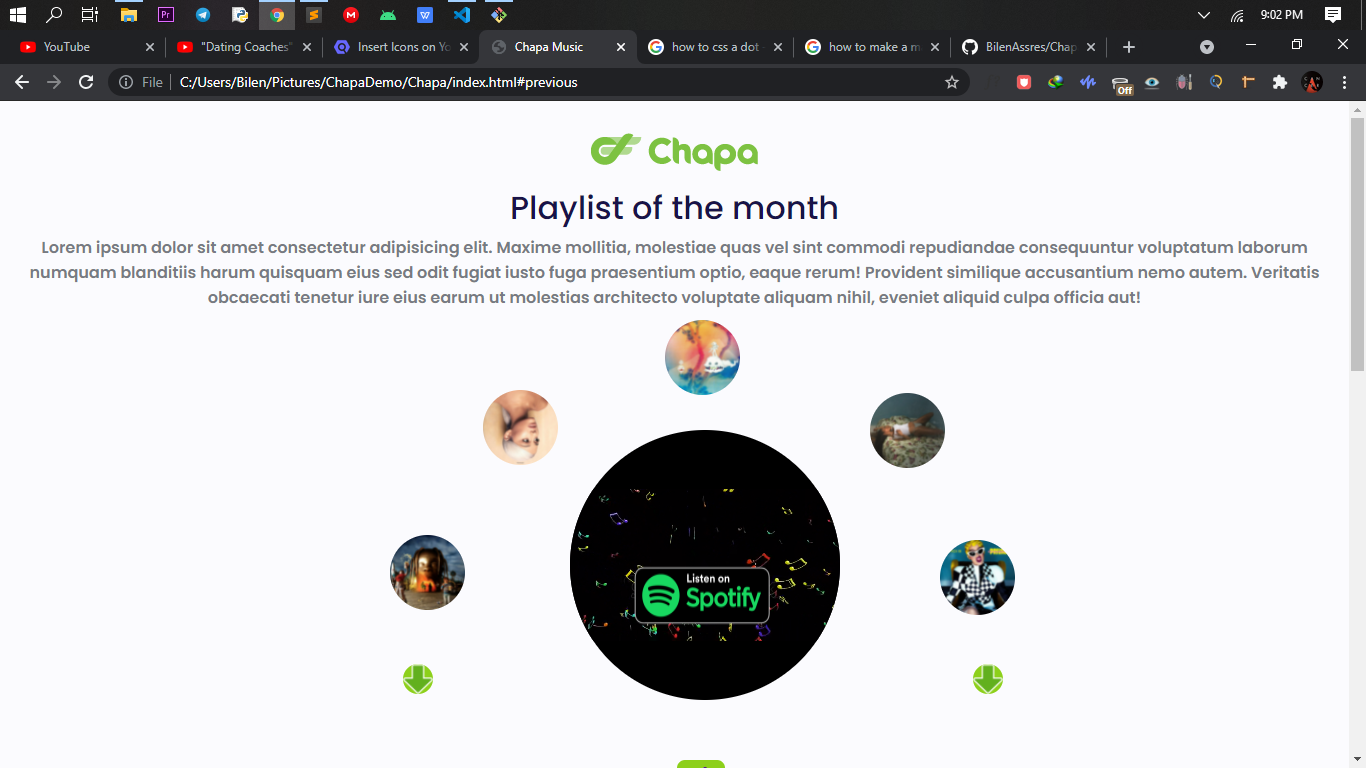 9:02 PM
YouTube
"Dating Coaches"
Insert Icons on Yo
Chapa Music
how to css a dot -
how to make a m
BilenAssres/Chap
File
C:/Users/Bilen/Pictures/ChapaDemo/Chapa/index.html#previous
Off
Chapa
Playlist of the month
Lorem ipsum dolor sit amet consectetur adipisicing elit. Maxime mollitia, molestiae quas vel sint commodi repudiandae consequuntur voluptatum laborum
numquam blanditiis harum quisquam eius sed odit fugiat iusto fuga praesentium optio, eaque rerum! Provident similique accusantium nemo autem. Veritatis
obcaecati tenetur iure eius earum ut molestias architecto voluptate aliquam nihil, eveniet aliquid culpa officia aut!
Listen on
Spotify